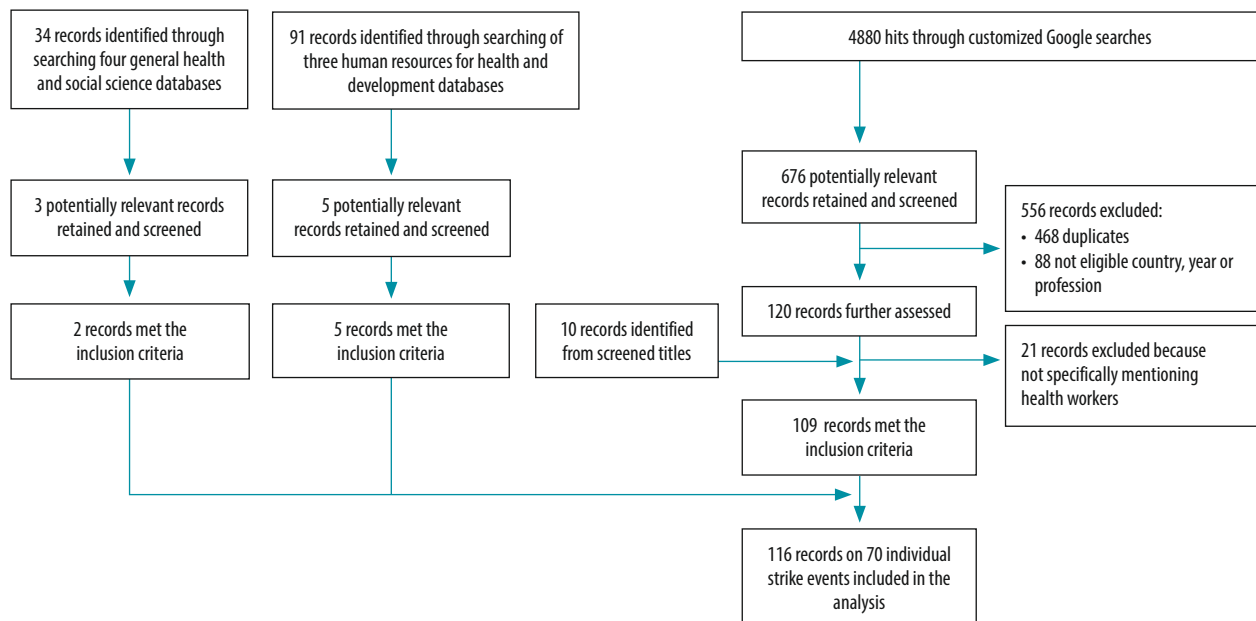 34 records identified through
searching four general health
and social science databases
91 records identified through searching of
three human resources for health and
development databases
4880 hits through customized Google searches
3 potentially relevant records
retained and screened
5 potentially relevant
records retained and screened
676 potentially relevant
records retained and screened
556 records excluded:
• 468 duplicates
• 88 not eligible country, year or
profession
2 records met the
inclusion criteria
5 records met the
inclusion criteria
10 records identified
from screened titles
120 records further assessed
21 records excluded because
not specifically mentioning
health workers
109 records met the
inclusion criteria
116 records on 70 individual
strike events included in the
analysis